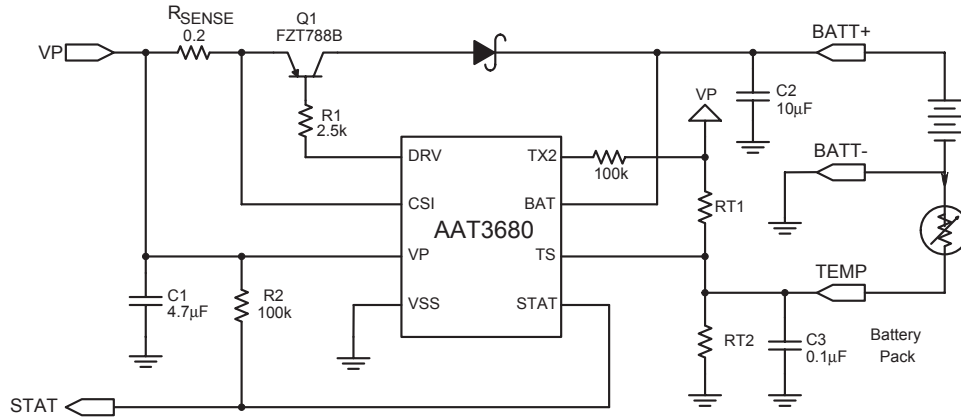 R SENSE
0.2
Q1
FZT788B
VP
BATT+
C2
10μF
VP
R1
2.5k
DRV
TX2
100k
BATT-
CSI
BAT
RT1
AAT3680
VP
TS
TEMP
C1
4.7μF
R2
100k
VSS
STAT
RT2
C3
0.1μF
Battery
Pack
STAT